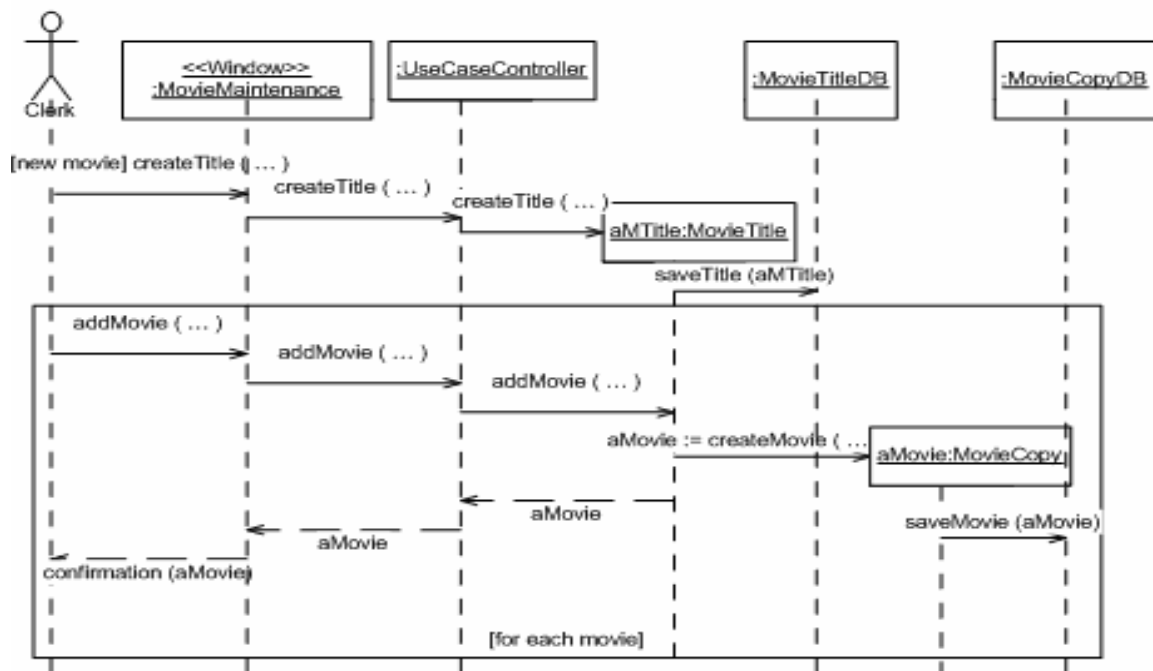 Clerk
<<Window>>
:MovieMaintenance
:UseCaseController
:MovieTitleDB
:MovieCopyDB
[new movie] createTitle ( ... )
createTitle ( ... )
createTitle ( ... )
aMTitle:MovieTitle
saveTitle (aMTitle)
addMovie ( ... )
addMovie ( ... )
addMovie ( ... )
aMovie := createMovie ( ...
aMovie:MovieCopy
aMovie
saveMovie (aMovie)
aMovie
confirmation (aMovie)
[for each movie]